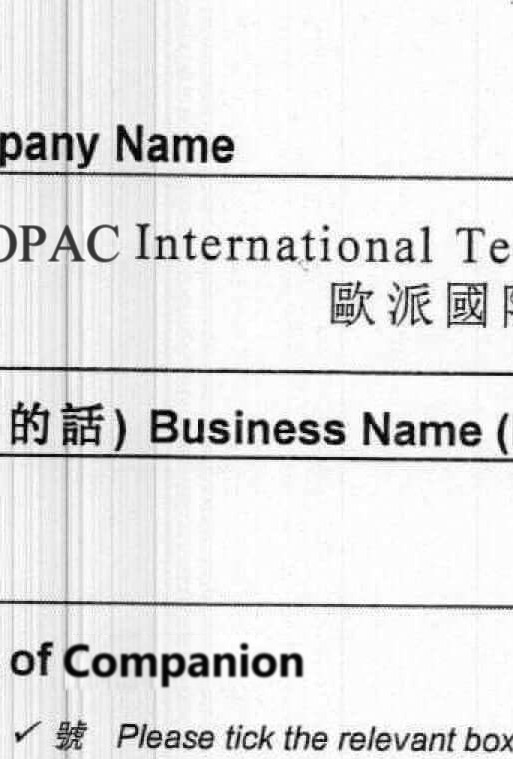 pany Name
OPAC International Te
歐派國
的話) Business Name (
of Companion
✓ 號 Please tick the relevant box